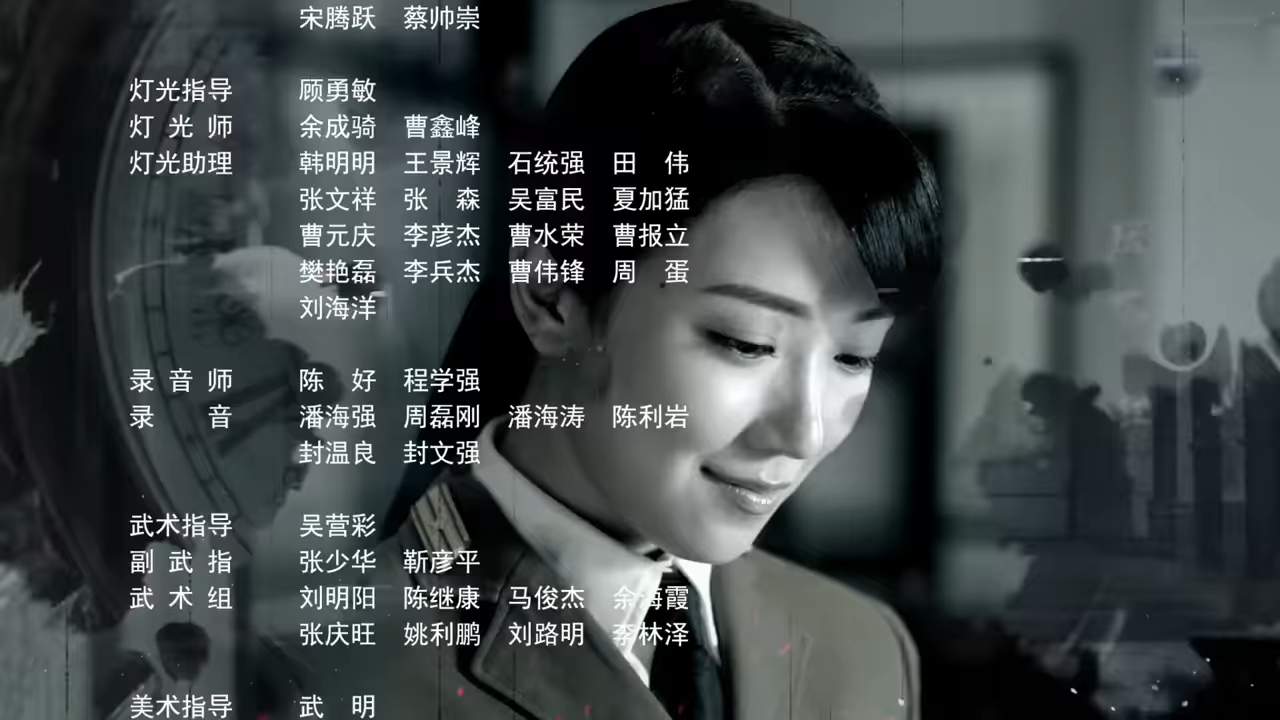 宋腾跃 蔡帅崇
灯光指导 顾勇敏
灯光师 余成骑 曹鑫峰
灯光助理 韩明明 王景辉 石统强 田伟
张文祥 张森 吴富民 夏加猛
曹元庆 李彦杰 曹水荣 曹报立
樊艳磊 李兵杰 曹伟锋 周蛋
刘海洋
录音师 陈好 程学强
录音 潘海强 周磊刚 潘海涛 陈利岩
封温良 封文强
武术指导 吴营彩
副武指 张少华 靳彦平
武术组 刘明阳 陈继康 马俊杰 余海霞
张庆旺 姚利鹏 刘路明 李林泽
美术指导 武明